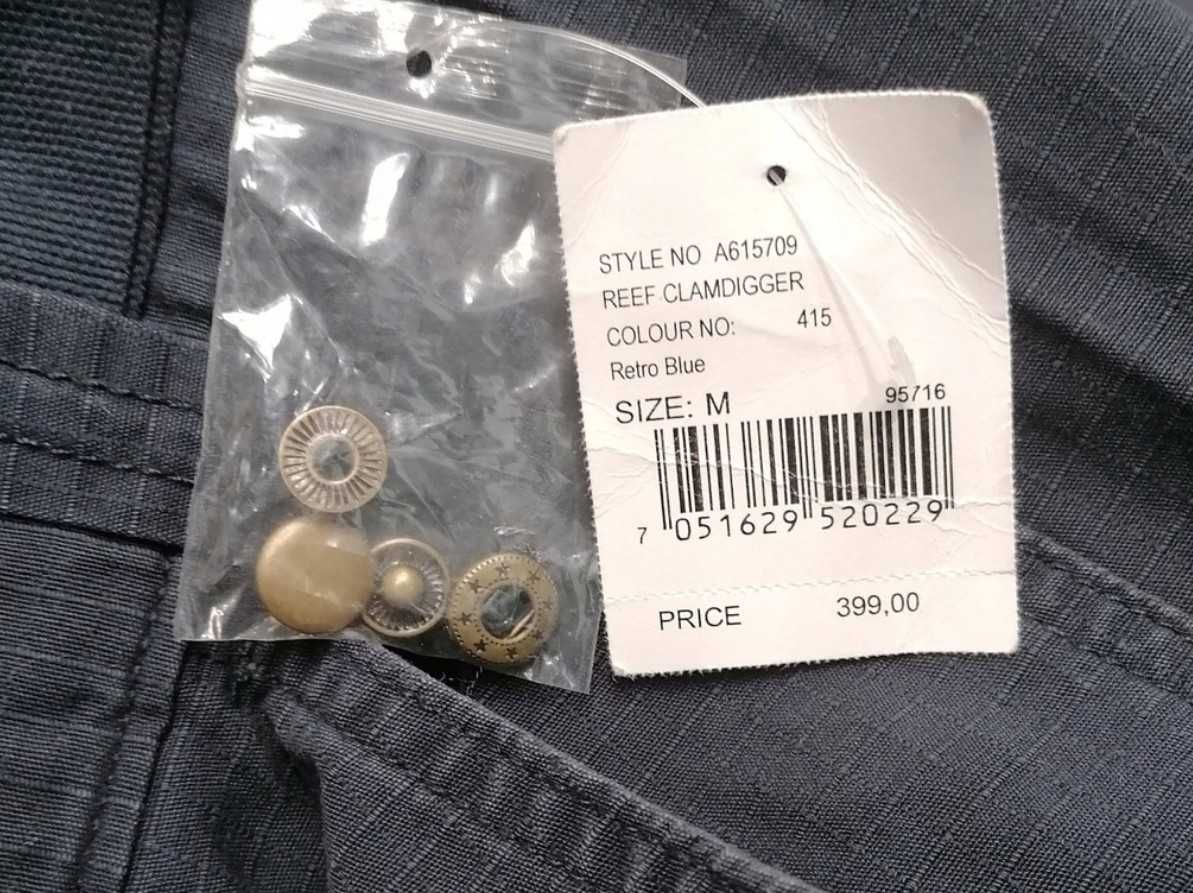 STYLE NO A615709
REEF CLAMDIGGER
COLOUR NO: 415
Retro Blue
SIZE: M
95716
7 051629 520229
PRICE 399,00